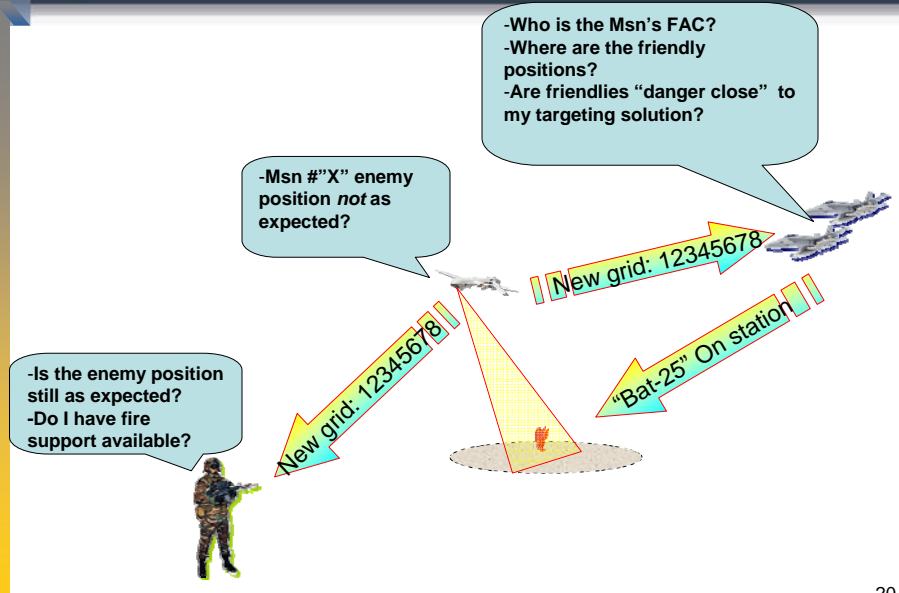 -Who is the Msn's FAC?
-Where are the friendly
positions?
-Are friendlies “danger close” to
my targeting solution?
-Msn #”X” enemy
position not as
expected?
New grid: 12345678
“Bat-25” On station
New grid: 12345678
-Is the enemy position
still as expected?
-Do I have fire
support available?
20